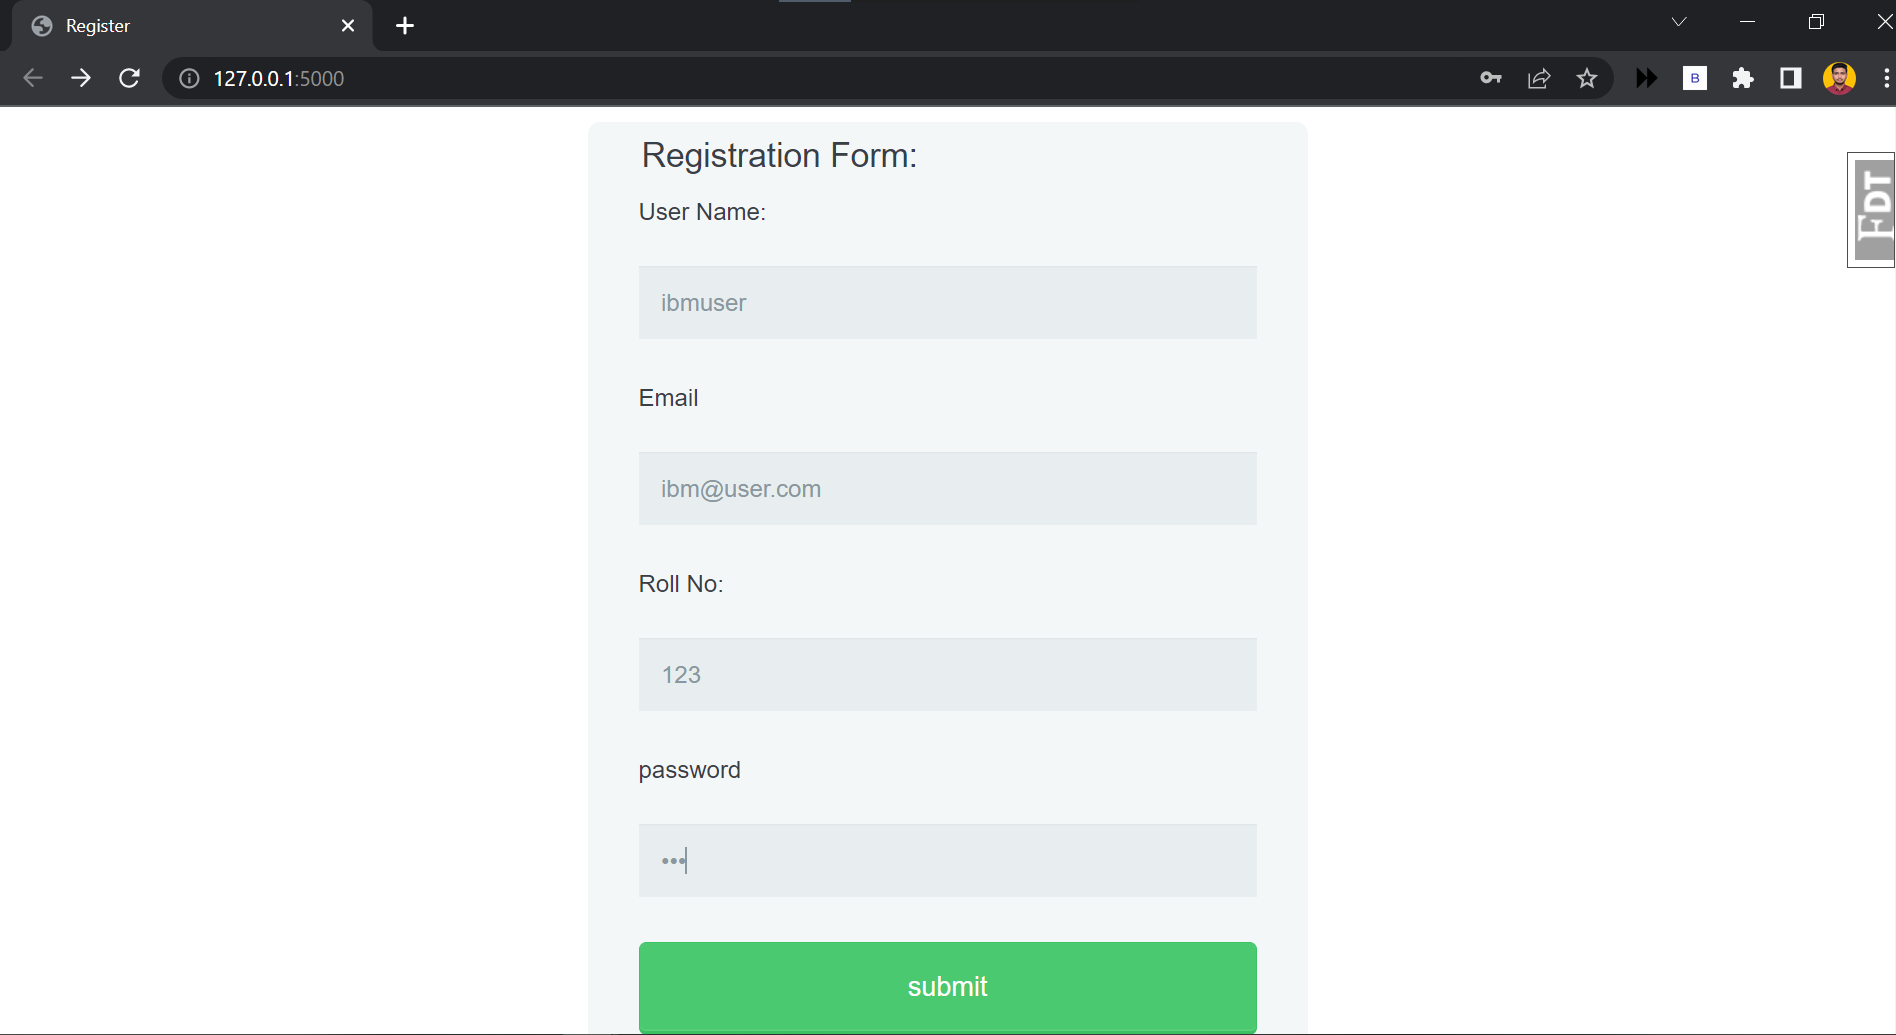 Register
127.0.0.1:5000
B
Registration Form:
FDT
User Name:
ibmuser
Email
ibm@user.com
Roll No:
123
password
•••
submit